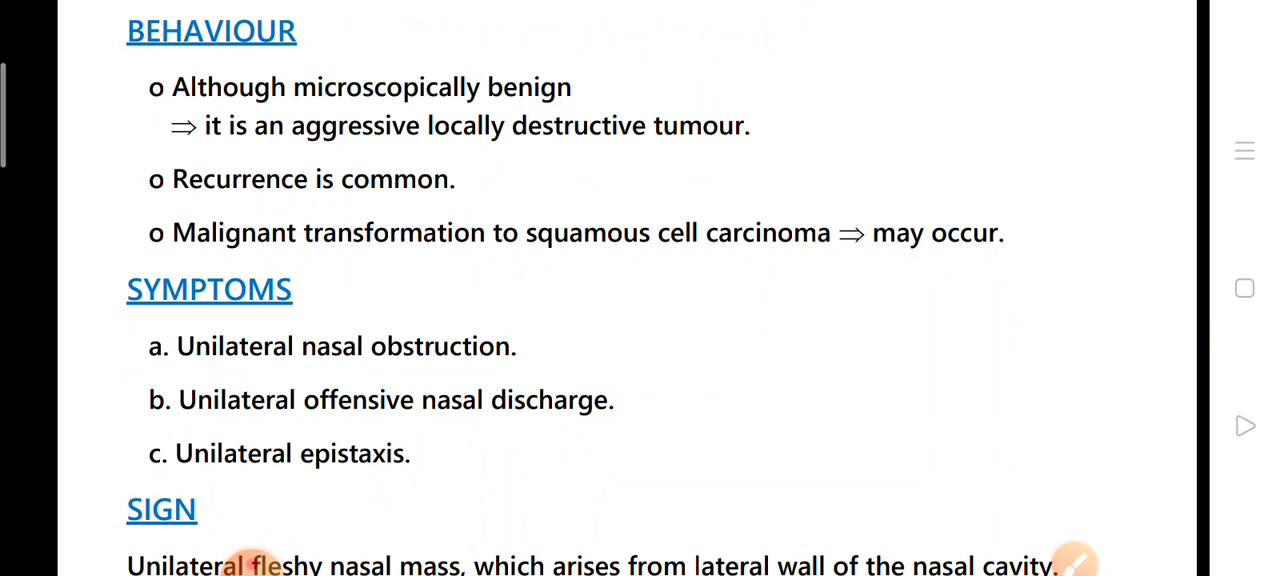 BEHAVIOUR
o Although microscopically benign
⇒ it is an aggressive locally destructive tumour.
o Recurrence is common.
o Malignant transformation to squamous cell carcinoma ⇒ may occur.
SYMPTOMS
a. Unilateral nasal obstruction.
b. Unilateral offensive nasal discharge.
c. Unilateral epistaxis.
SIGN
Unilateral fleshy nasal mass, which arises from lateral wall of the nasal cavity.